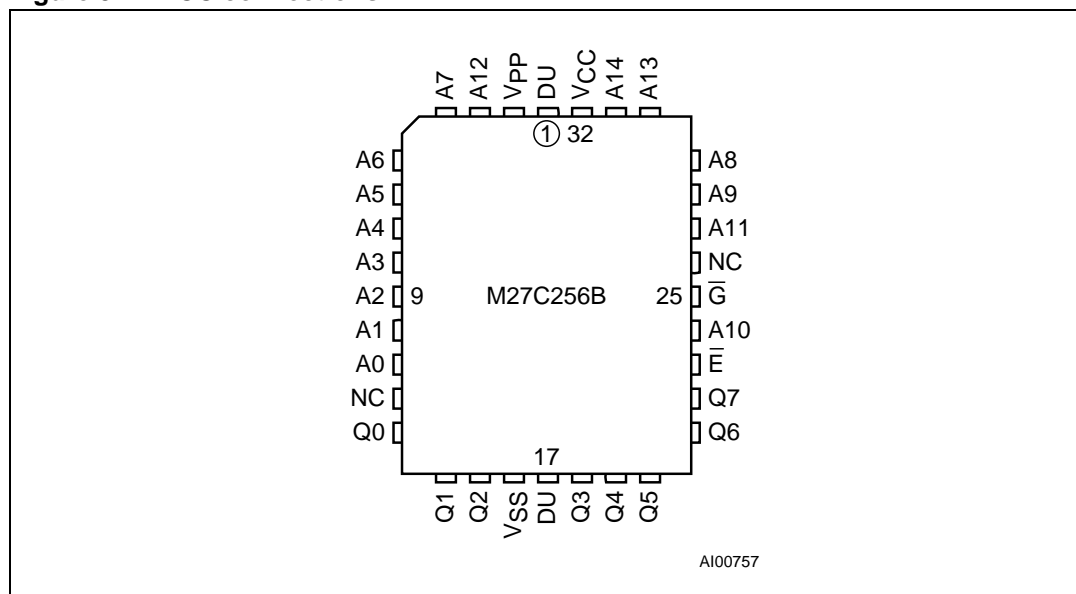 A7 A12 VPP DU VCC A14 A13
1 32
A6 A8
A5 A9
A4 A11
A3 NC
A2 9 M27C256B 25 G̅
A1 A10
A0 E̅
NC Q7
Q0 Q6
17
Q1 Q2 VSS DU Q3 Q4 Q5
AI00757